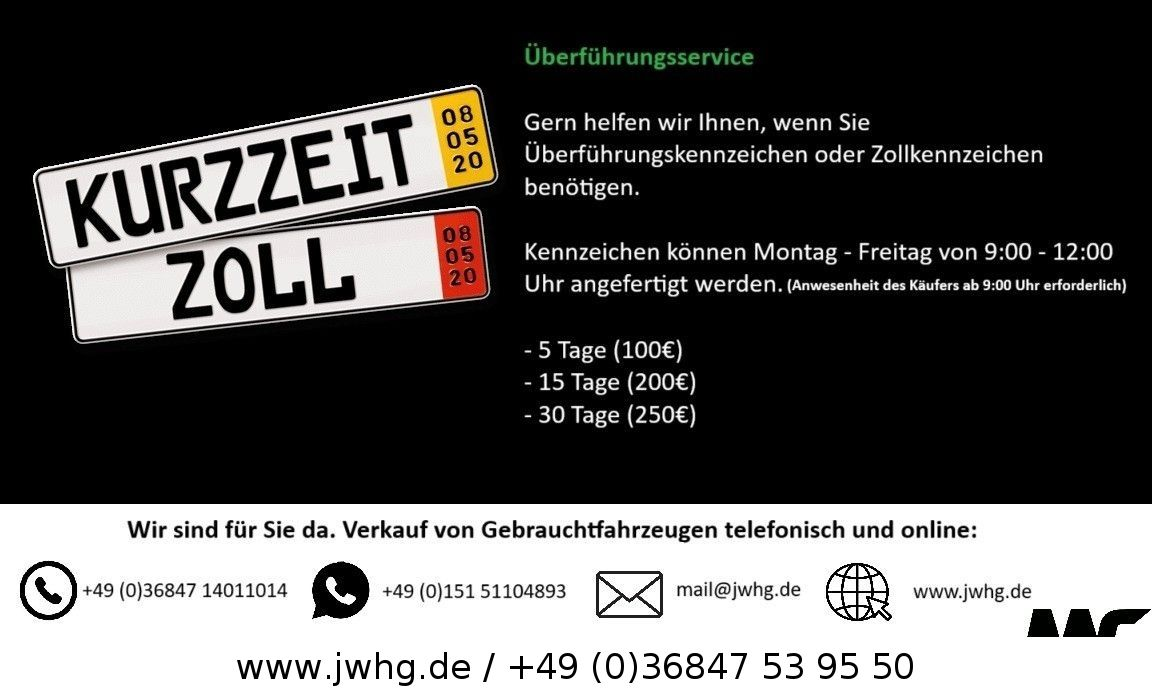 KURZZEIT
08
05
20
ZOLL
08
05
20
Überführungsservice
Gern helfen wir Ihnen, wenn Sie
Überführungskennzeichen oder Zollkennzeichen
benötigen.
Kennzeichen können Montag - Freitag von 9:00 - 12:00
Uhr angefertigt werden. (Anwesenheit des Käufers ab 9:00 Uhr erforderlich)
- 5 Tage (100€)
- 15 Tage (200€)
- 30 Tage (250€)
Wir sind für Sie da. Verkauf von Gebrauchtfahrzeugen telefonisch und online:
+49 (0)36847 14011014 +49 (0)151 51104893 mail@jwhg.de www.jwhg.de
www.jwhg.de / +49 (0)36847 53 95 50